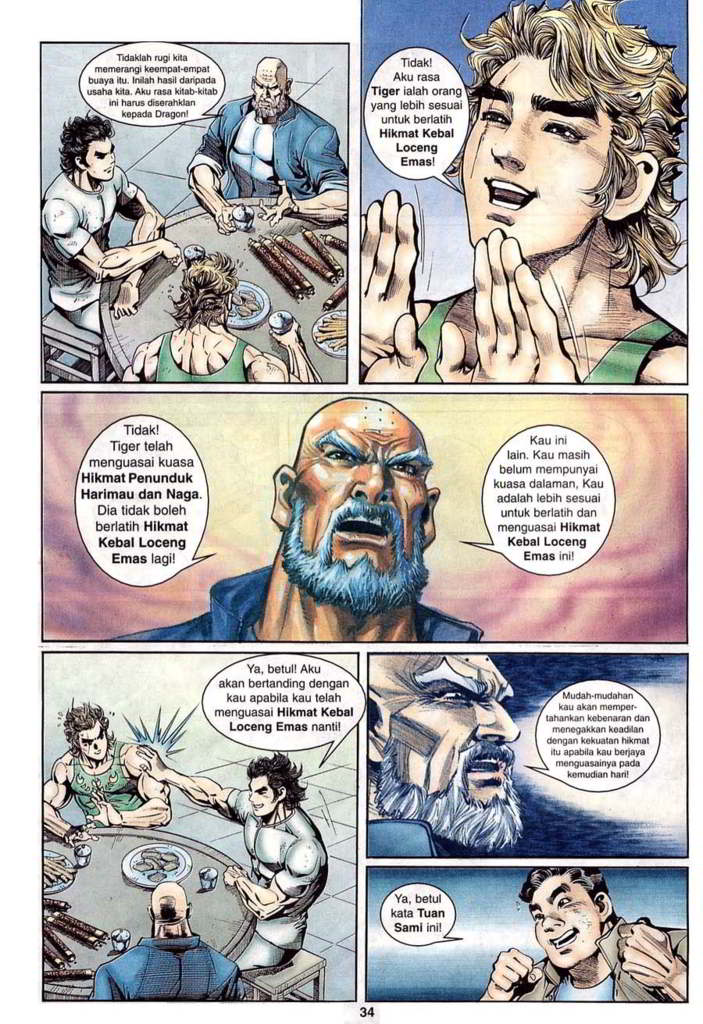 Tidaklah rugi kita
memerangi keempat-empat
buaya itu. Inilah hasil daripada
usaha kita. Aku rasa kitab-kitab
ini harus diserahkan
kepada Dragon!
Tidak!
Aku rasa
Tiger ialah orang
yang lebih sesuai
untuk berlatih
Hikmat Kebal
Loceng
Emas!
Tidak!
Tiger telah
menguasai kuasa
Hikmat Penunduk
Harimau dan Naga.
Dia tidak boleh
berlatih Hikmat
Kebal Loceng
Emas lagi!
Kau ini
lain. Kau masih
belum mempunyai
kuasa dalaman, Kau
adalah lebih sesuai
untuk berlatih dan
menguasai Hikmat
Kebal Loceng
Emas ini!
Ya, betul! Aku
akan bertanding dengan
kau apabila kau telah
menguasai Hikmat Kebal
Loceng Emas nanti!
Mudah-mudahan
kau akan memper-
tahankan kebenaran dan
menegakkan keadilan
dengan kekuatan hikmat
itu apabila kau berjaya
menguasainya pada
kemudian hari!
Ya, betul
kata Tuan
Sami ini!
34